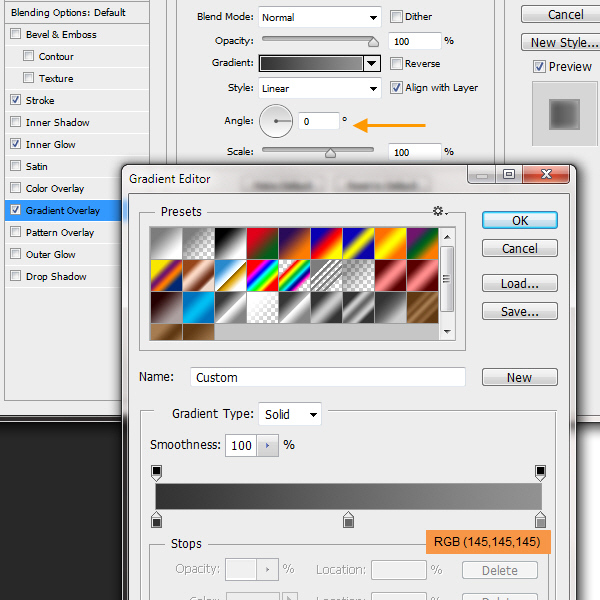 Blending Options: Default
Bevel & Emboss
Contour
Texture
Stroke
Inner Shadow
Inner Glow
Satin
Color Overlay
Gradient Overlay
Pattern Overlay
Outer Glow
Drop Shadow
Blend Mode: Normal Dither
Opacity: 100 %
Gradient: Reverse
Style: Linear Align with Layer
Angle: 0 °
Scale: 100 %
Cancel
New Style...
Preview
Gradient Editor
Presets
OK
Cancel
Load...
Save...
Name: Custom New
Gradient Type: Solid
Smoothness: 100 %
RGB (145,145,145)
Stops
Opacity: % Location: % Delete